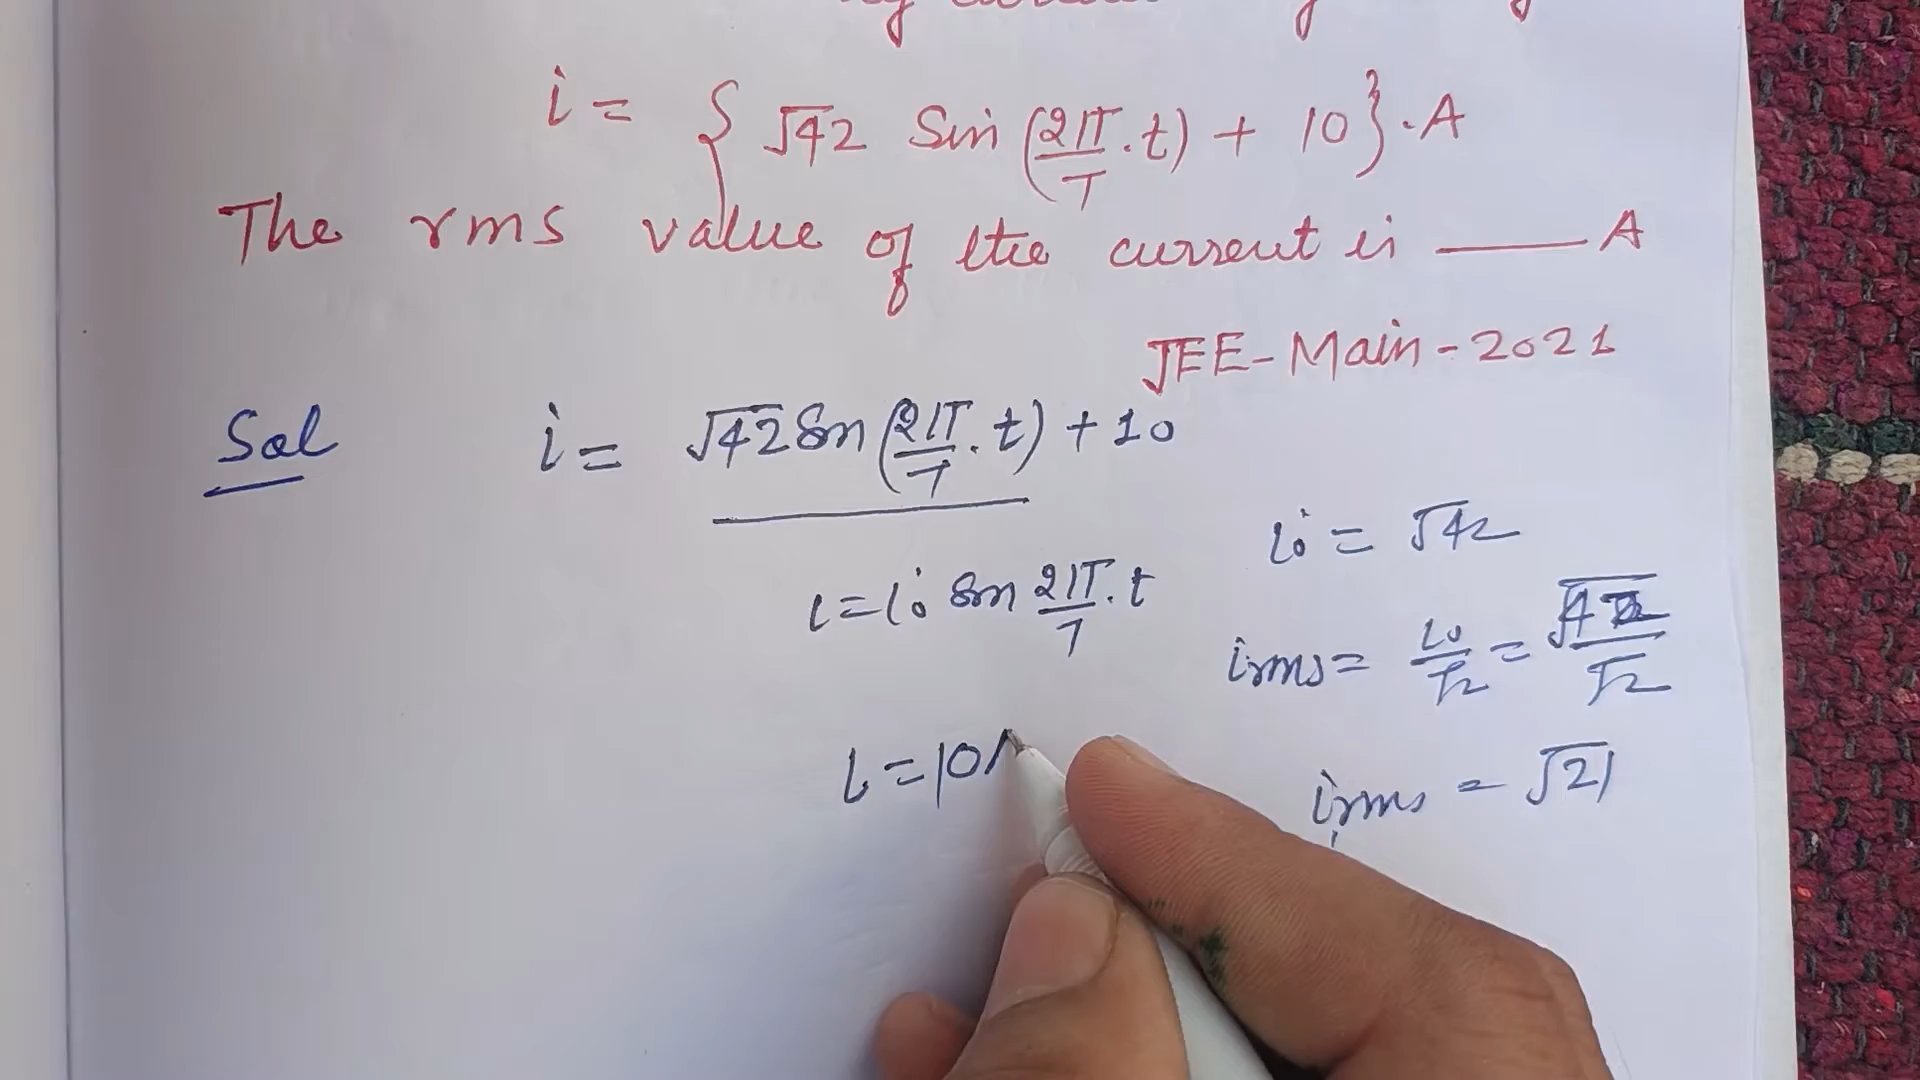 i = { √42 Sin (2π/T . t) + 10 } . A
The rms value of the current is ____ A
JEE-Main-2021
Sol i = √42 Sin (2π/T . t) + 10
i₀ = √42
i = i₀ Sin 2π/T . t
irms = i₀/√2 = √42/√2
i = 10A
irms = √21